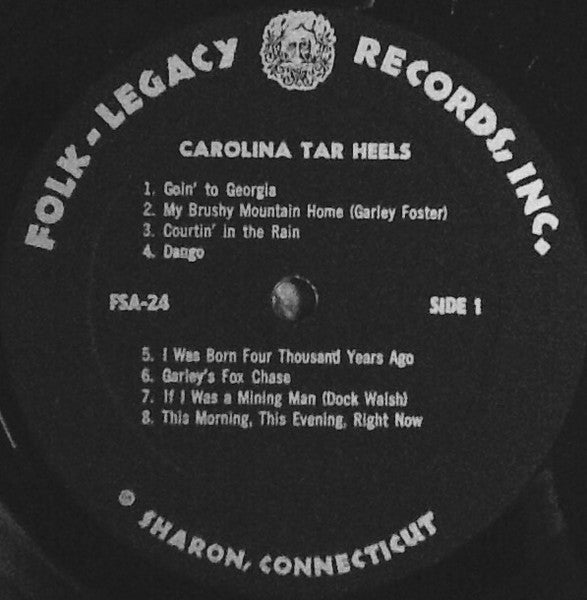 FOLK-LEGACY RECORDS, INC.
CAROLINA TAR HEELS
1. Goin' to Georgia
2. My Brushy Mountain Home (Garley Foster)
3. Courtin' in the Rain
4. Dango
FSA-24
SIDE 1
5. I Was Born Four Thousand Years Ago
6. Garley's Fox Chase
7. If I Was a Mining Man (Dock Walsh)
8. This Morning, This Evening, Right Now
SHARON, CONNECTICUT